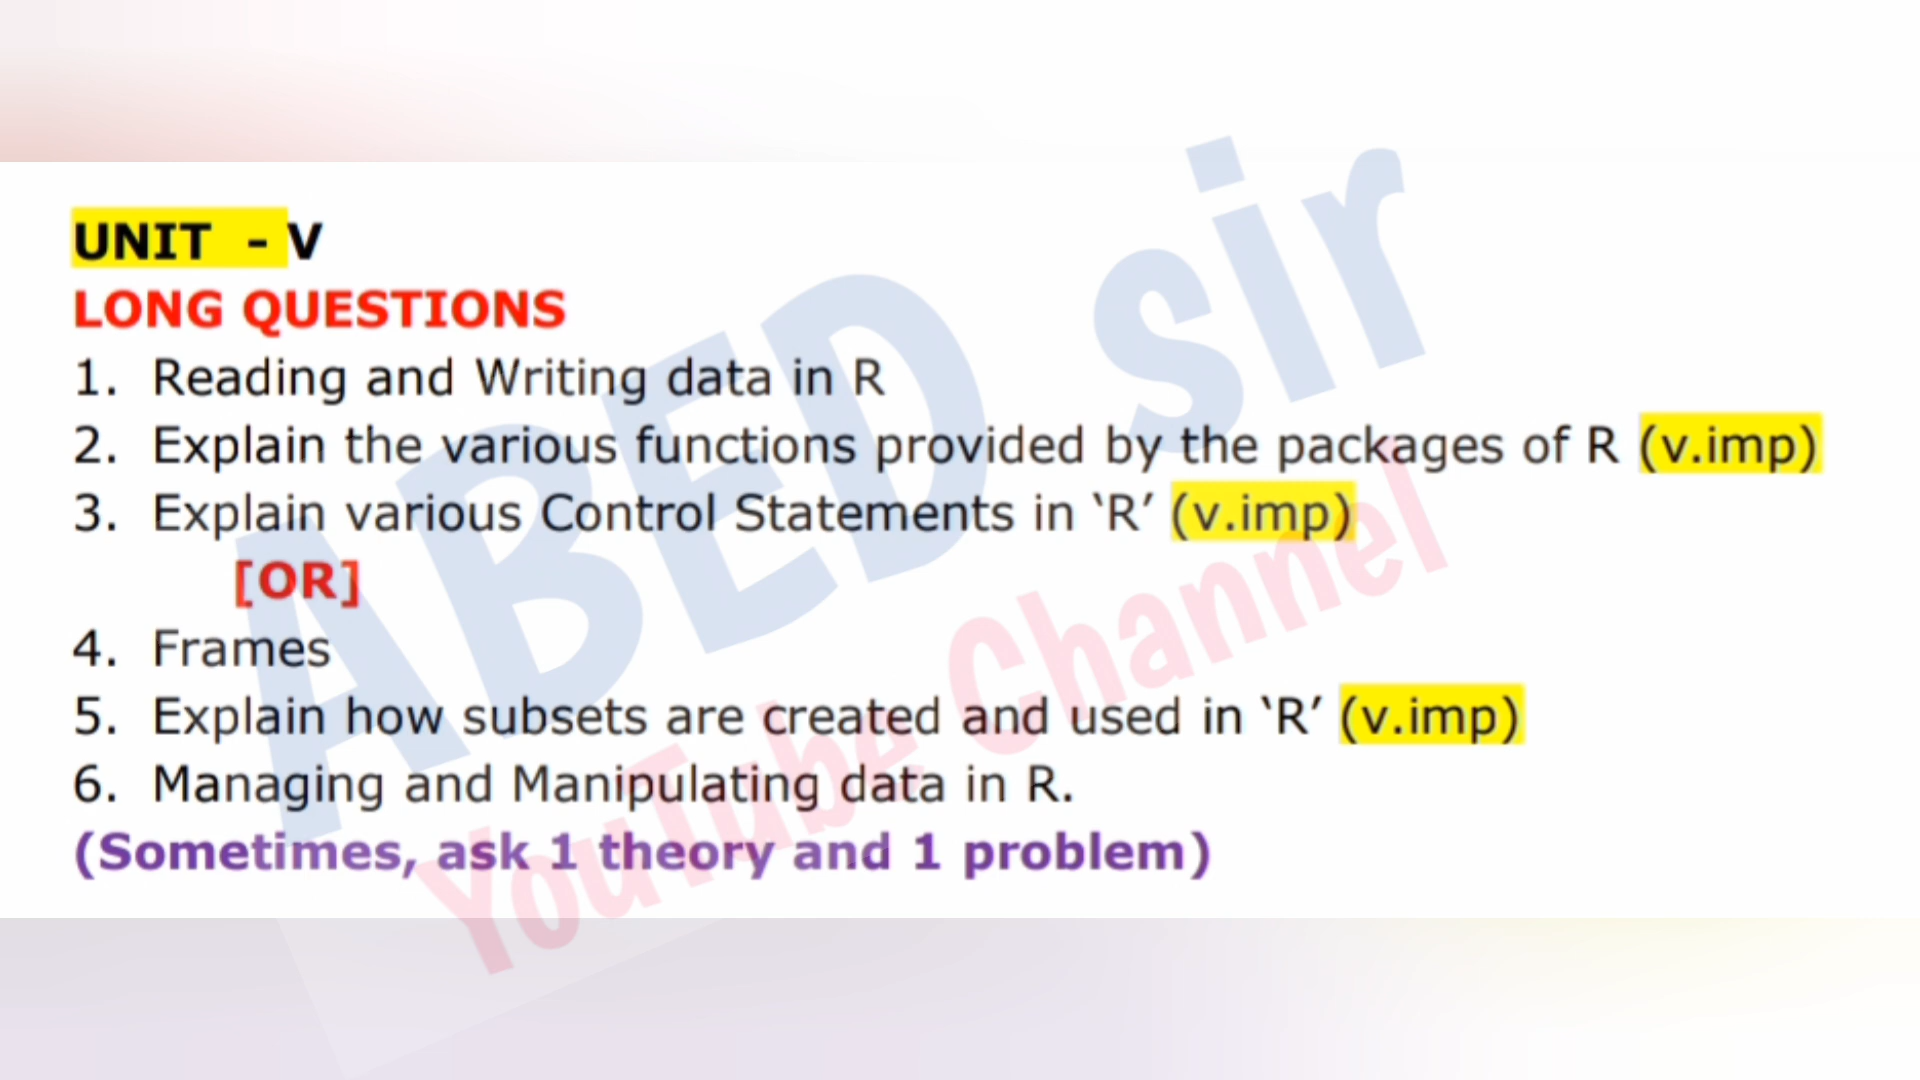 UNIT - V
LONG QUESTIONS
1. Reading and Writing data in R
2. Explain the various functions provided by the packages of R (v.imp)
3. Explain various Control Statements in ‘R’ (v.imp)
[OR]
4. Frames
5. Explain how subsets are created and used in ‘R’ (v.imp)
6. Managing and Manipulating data in R.
(Sometimes, ask 1 theory and 1 problem)
ABED sir
YouTube Channel